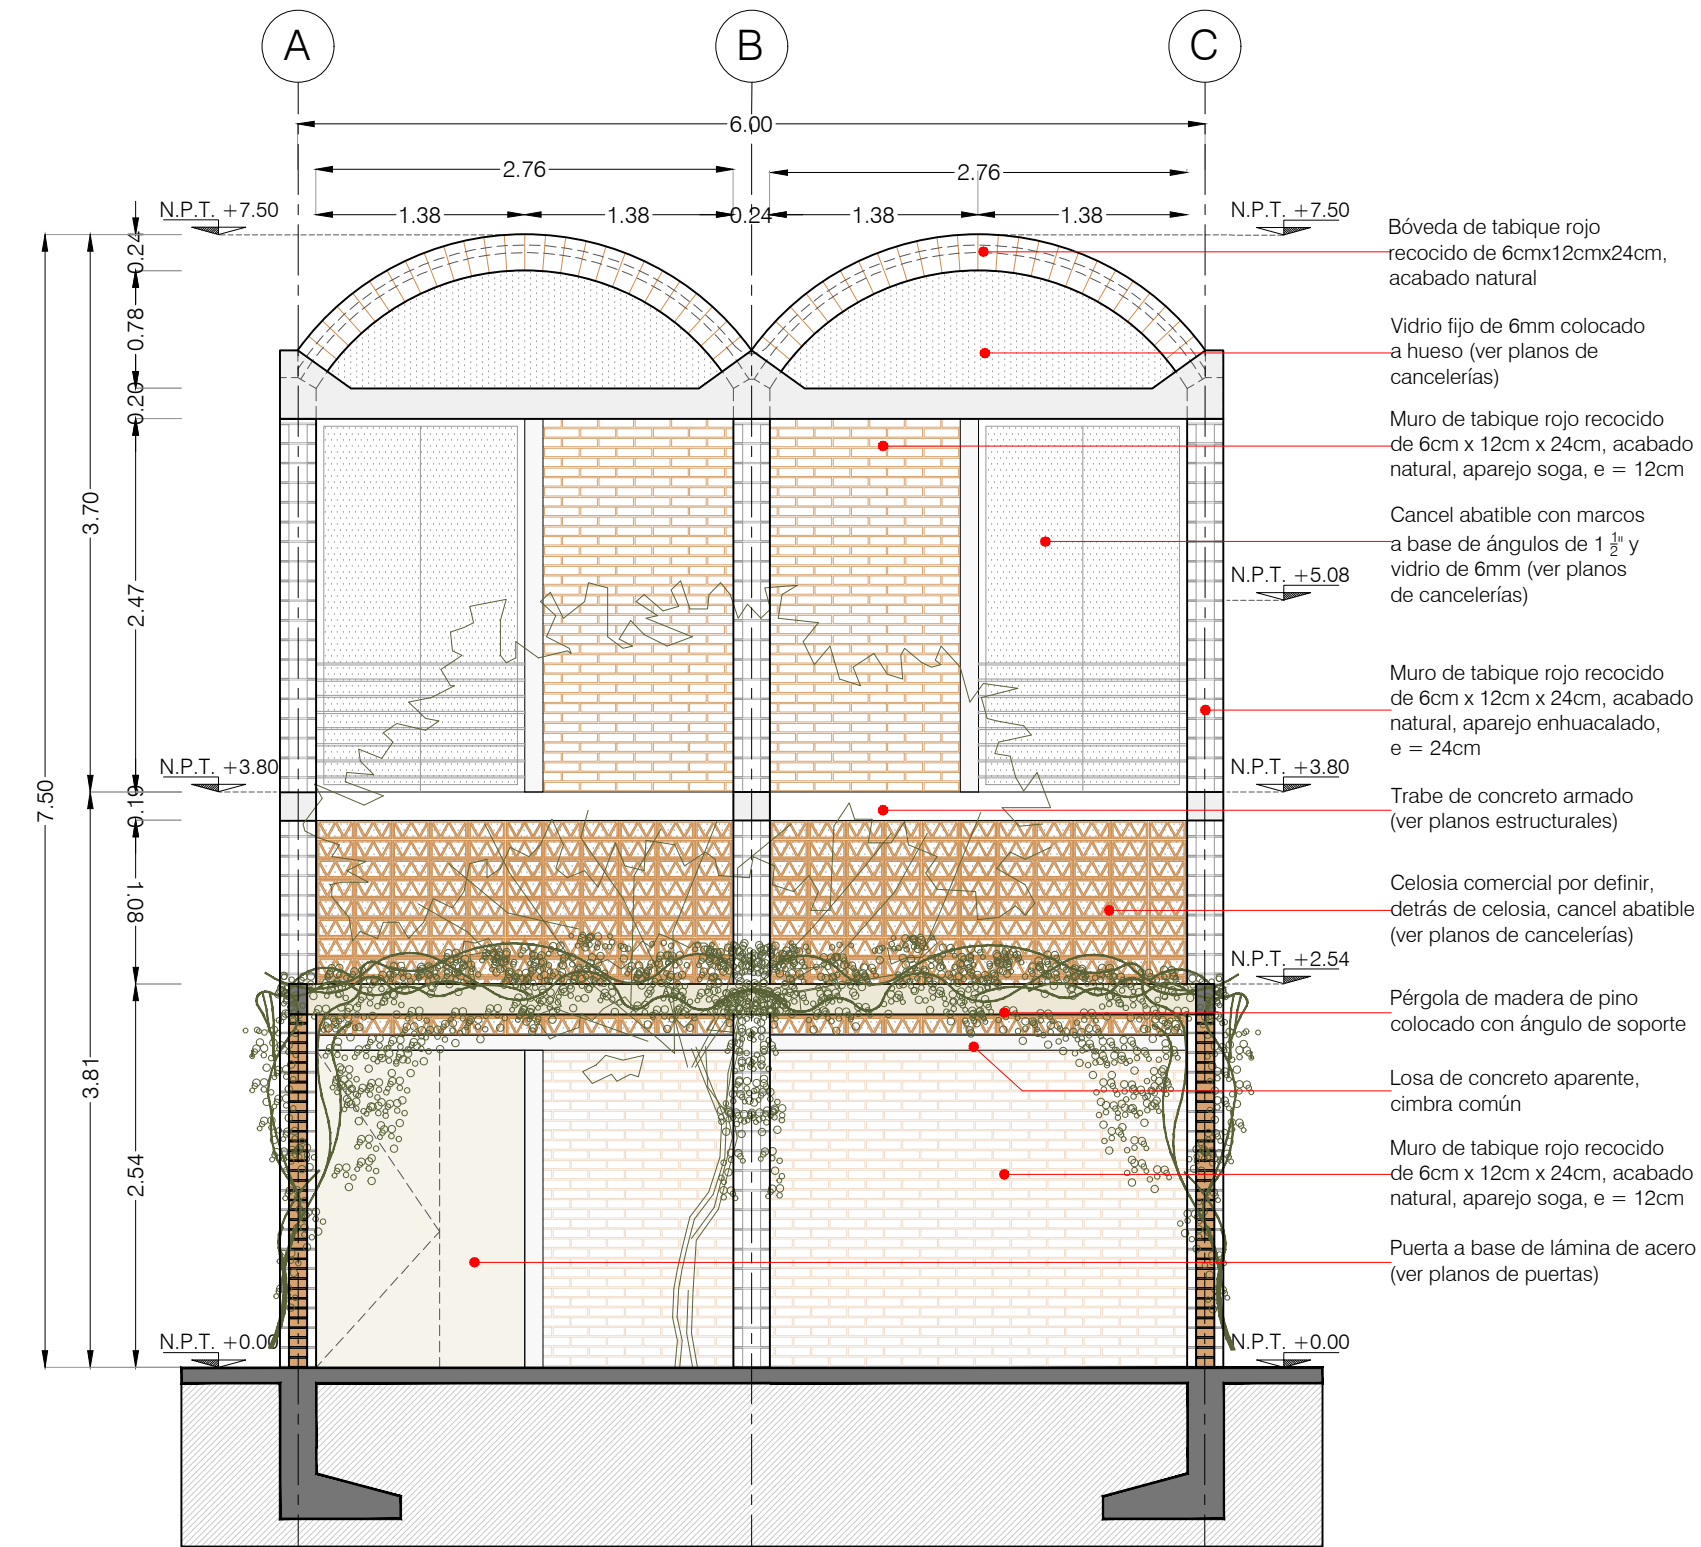 A
B
C
6.00
2.76
2.76
1.38
1.38
0.24
1.38
1.38
N.P.T. +7.50
N.P.T. +7.50
0.24
0.78
0.20
2.47
3.70
7.50
N.P.T. +5.08
N.P.T. +3.80
N.P.T. +3.80
0.19
1.08
N.P.T. +2.54
3.81
2.54
N.P.T. +0.00
N.P.T. +0.00
Bóveda de tabique rojo
recocido de 6cmx12cmx24cm,
acabado natural
Vidrio fijo de 6mm colocado
a hueso (ver planos de
cancelerías)
Muro de tabique rojo recocido
de 6cm x 12cm x 24cm, acabado
natural, aparejo soga, e = 12cm
Cancel abatible con marcos
a base de ángulos de 1 1/2" y
vidrio de 6mm (ver planos
de cancelerías)
Muro de tabique rojo recocido
de 6cm x 12cm x 24cm, acabado
natural, aparejo enhuacalado,
e = 24cm
Trabe de concreto armado
(ver planos estructurales)
Celosia comercial por definir,
detrás de celosia, cancel abatible
(ver planos de cancelerías)
Pérgola de madera de pino
colocado con ángulo de soporte
Losa de concreto aparente,
cimbra común
Muro de tabique rojo recocido
de 6cm x 12cm x 24cm, acabado
natural, aparejo soga, e = 12cm
Puerta a base de lámina de acero
(ver planos de puertas)